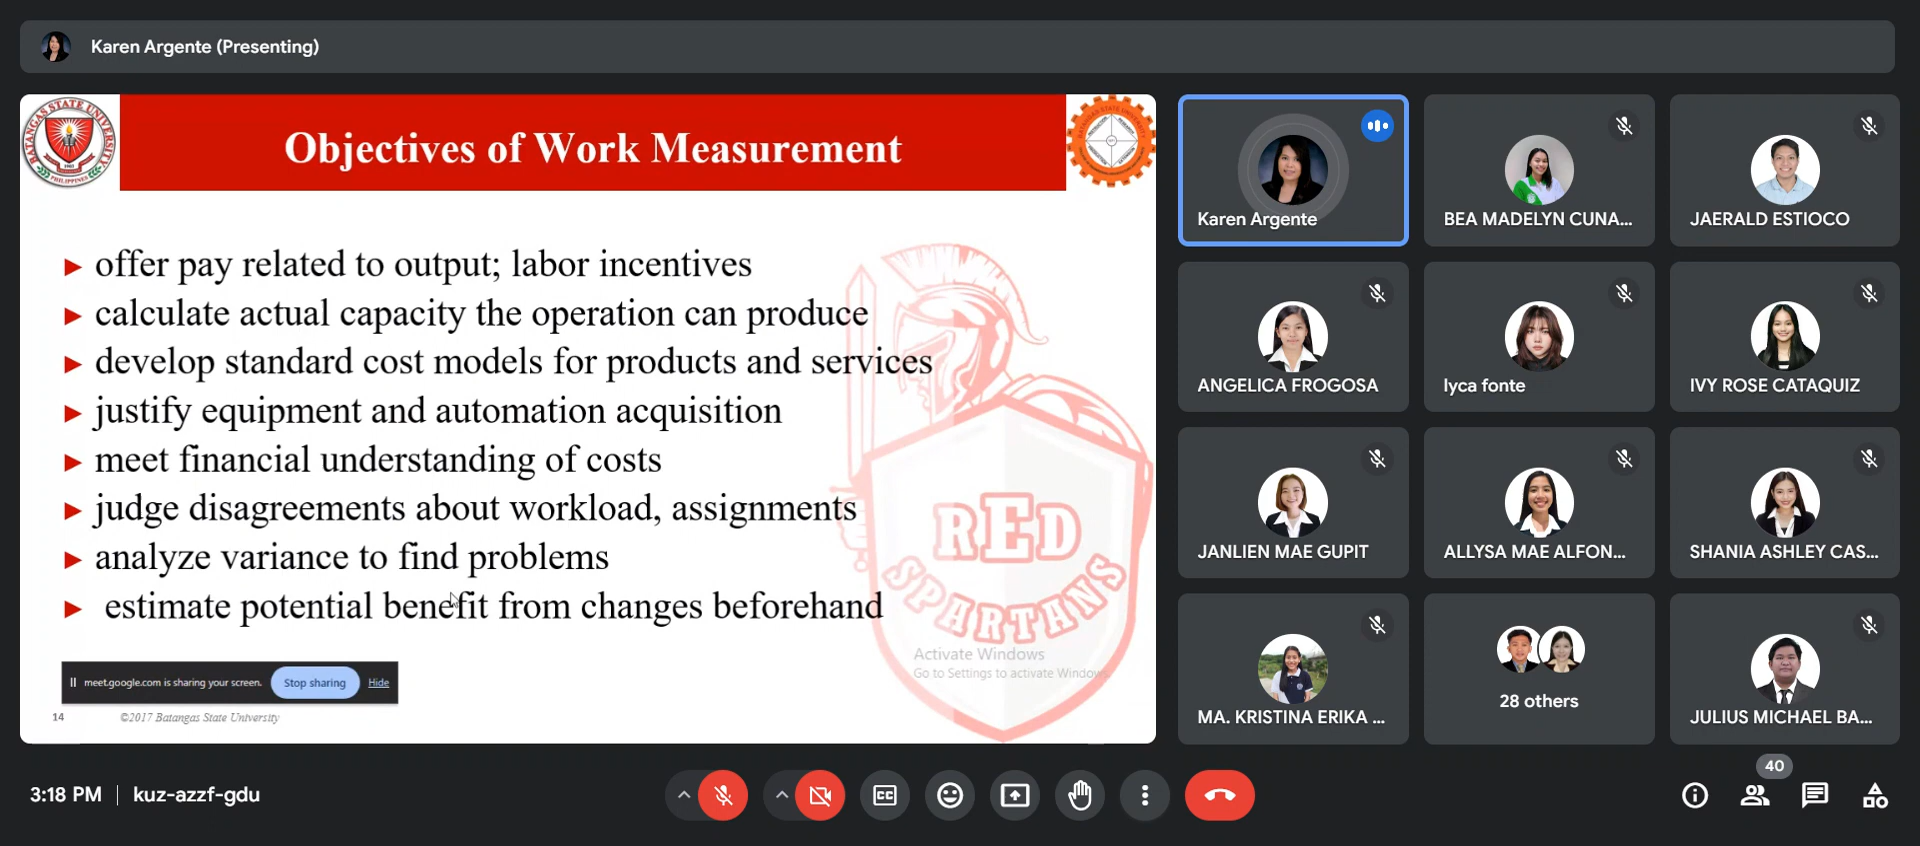 Karen Argente (Presenting)
BATANGAS STATE UNIVERSITY
PHILIPPINES
Objectives of Work Measurement
offer pay related to output; labor incentives
calculate actual capacity the operation can produce
develop standard cost models for products and services
justify equipment and automation acquisition
meet financial understanding of costs
judge disagreements about workload, assignments
analyze variance to find problems
estimate potential benefit from changes beforehand
RED
SPARTANS
Activate Windows
Go to Settings to activate Windows.
meet.google.com is sharing your screen.
Stop sharing
Hide
14
©2017 Batangas State University
Karen Argente
BEA MADELYN CUNA...
JAERALD ESTIOCO
ANGELICA FROGOSA
lyca fonte
IVY ROSE CATAQUIZ
JANLIEN MAE GUPIT
ALLYSA MAE ALFON...
SHANIA ASHLEY CAS...
MA. KRISTINA ERIKA ...
28 others
JULIUS MICHAEL BA...
3:18 PM
kuz-azzf-gdu
CC
40